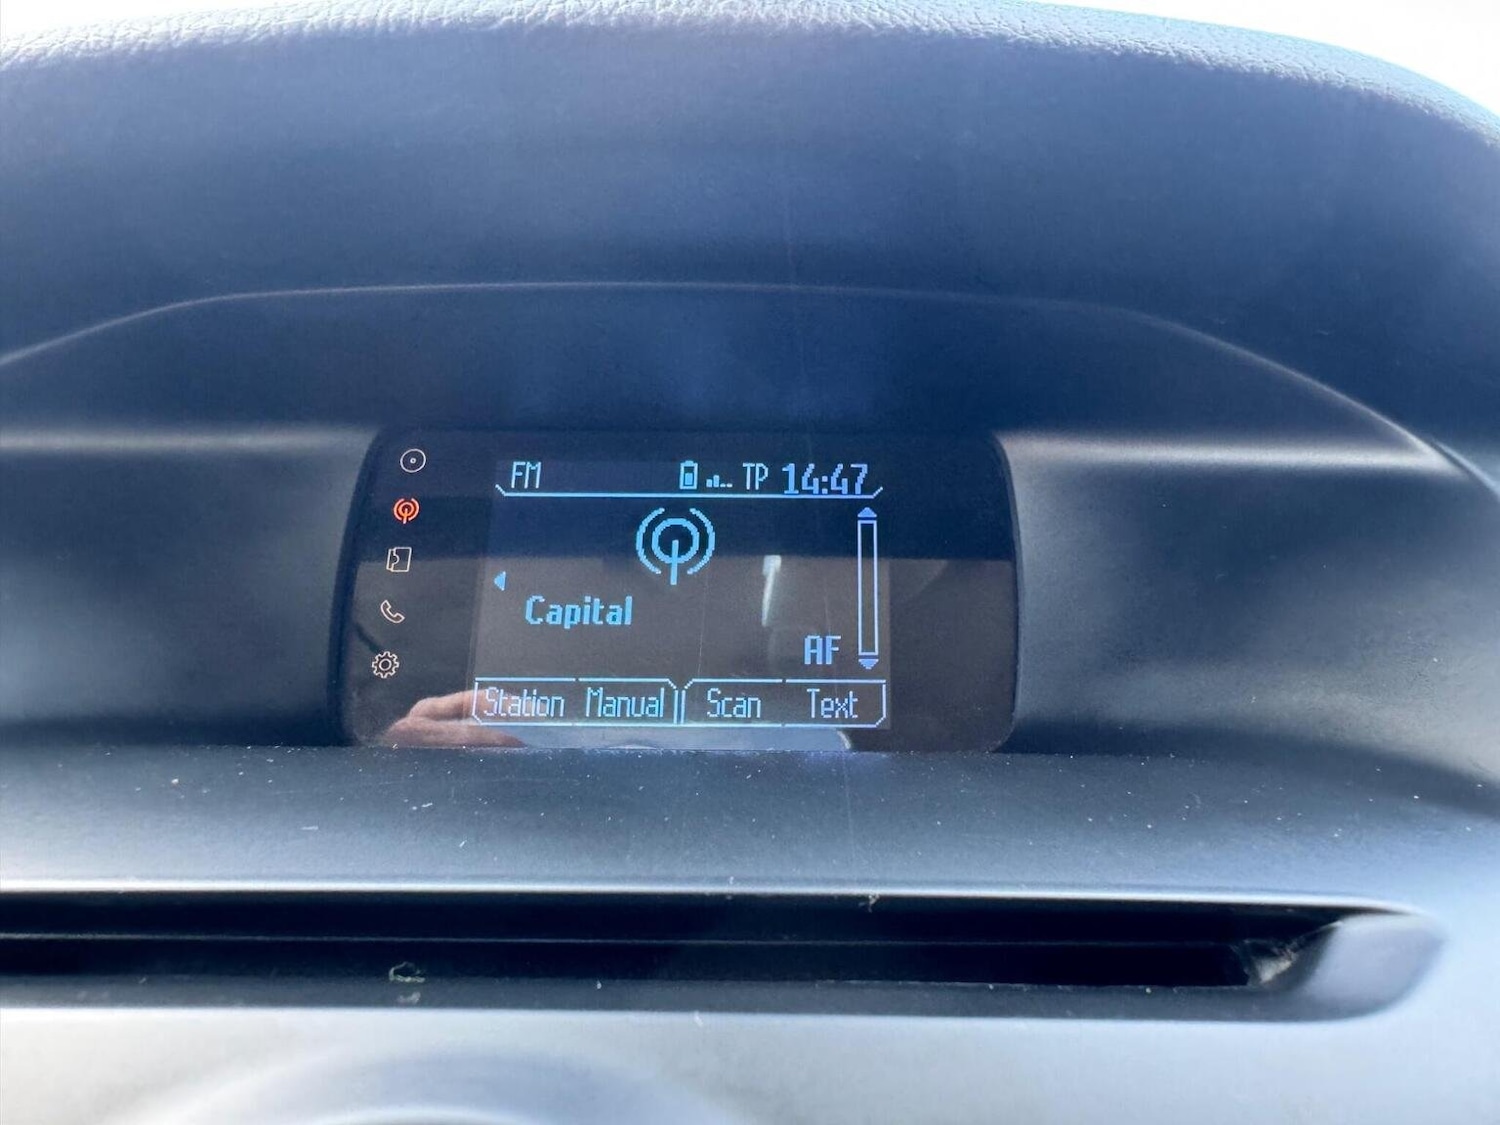 FM TP 14:47
Capital
AF
Station Manual Scan Text